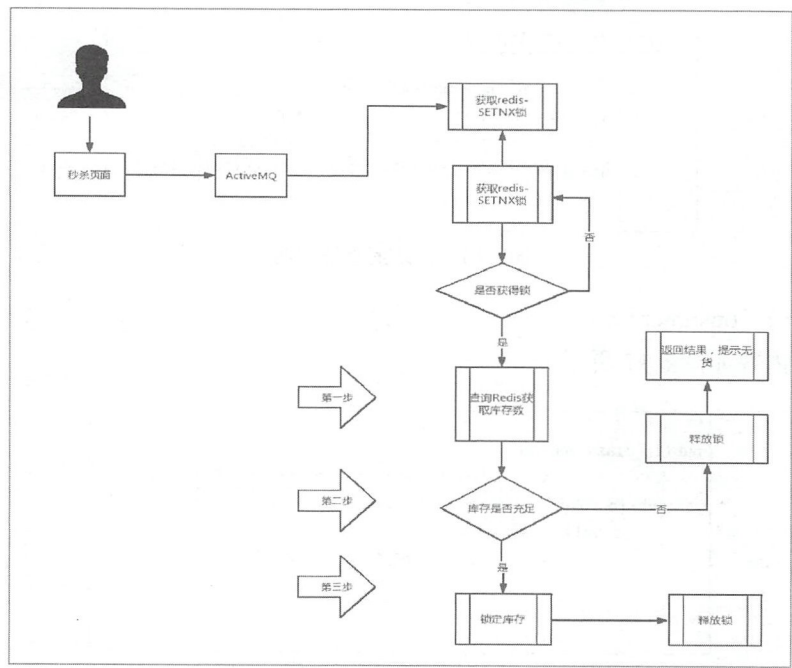 获取redis-
SETNX锁
秒杀页面
ActiveMQ
获取redis-
SETNX锁
否
是否获得锁
是
返回结果，提示无
货
第一步
查询Redis获
取库存数
释放锁
第二步
库存是否充足
否
是
第三步
锁定库存
释放锁